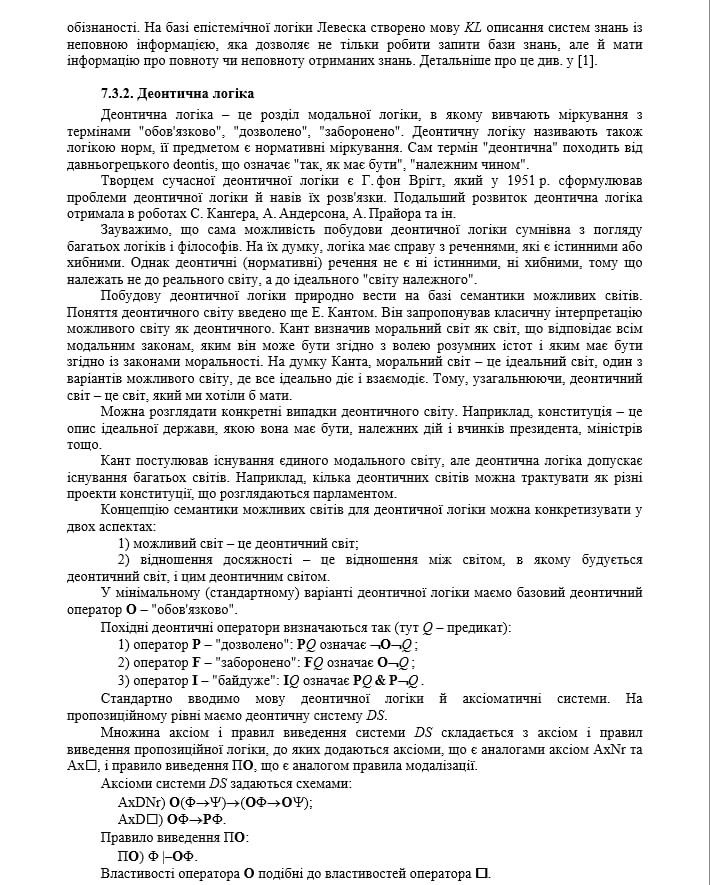 обізнаності. На базі епістемічної логіки Левеска створено мову KL описання систем знань із
неповною інформацією, яка дозволяє не тільки робити запити бази знань, але й мати
інформацію про повноту чи неповноту отриманих знань. Детальніше про це див. у [1].
7.3.2. Деонтична логіка
Деонтична логіка – це розділ модальної логіки, в якому вивчають міркування з
термінами "обов'язково", "дозволено", "заборонено". Деонтичну логіку називають також
логікою норм, її предметом є нормативні міркування. Сам термін "деонтична" походить від
давньогрецького deontis, що означає "так, як має бути", "належним чином".
Творцем сучасної деонтичної логіки є Г. фон Врігт, який у 1951 р. сформулював
проблеми деонтичної логіки й навів їх розв'язки. Подальший розвиток деонтична логіка
отримала в роботах С. Кангера, А. Андерсона, А. Прайора та ін.
Зауважимо, що сама можливість побудови деонтичної логіки сумнівна з погляду
багатьох логіків і філософів. На їх думку, логіка має справу з реченнями, які є істинними або
хибними. Однак деонтичні (нормативні) речення не є ні істинними, ні хибними, тому що
належать не до реального світу, а до ідеального "світу належного".
Побудову деонтичної логіки природно вести на базі семантики можливих світів.
Поняття деонтичного світу введено ще Е. Кантом. Він запропонував класичну інтерпретацію
можливого світу як деонтичного. Кант визначив моральний світ як світ, що відповідає всім
модальним законам, яким він може бути згідно з волею розумних істот і яким має бути
згідно із законами моральності. На думку Канта, моральний світ – це ідеальний світ, один з
варіантів можливого світу, де все ідеально діє і взаємодіє. Тому, узагальнюючи, деонтичний
світ – це світ, який ми хотіли б мати.
Можна розглядати конкретні випадки деонтичного світу. Наприклад, конституція – це
опис ідеальної держави, якою вона має бути, належних дій і вчинків президента, міністрів
тощо.
Кант постулював існування єдиного модального світу, але деонтична логіка допускає
існування багатьох світів. Наприклад, кілька деонтичних світів можна трактувати як різні
проекти конституції, що розглядаються парламентом.
Концепцію семантики можливих світів для деонтичної логіки можна конкретизувати у
двох аспектах:
1) можливий світ – це деонтичний світ;
2) відношення досяжності – це відношення між світом, в якому будується
деонтичний світ, і цим деонтичним світом.
У мінімальному (стандартному) варіанті деонтичної логіки маємо базовий деонтичний
оператор O – "обов'язково".
Похідні деонтичні оператори визначаються так (тут Q – предикат):
1) оператор P – "дозволено": PQ означає ¬O¬Q;
2) оператор F – "заборонено": FQ означає O¬Q;
3) оператор I – "байдуже": IQ означає PQ & P¬Q.
Стандартно вводимо мову деонтичної логіки й аксіоматичні системи. На
пропозиційному рівні маємо деонтичну систему DS.
Множина аксіом і правил виведення системи DS складається з аксіом і правил
виведення пропозиційної логіки, до яких додаються аксіоми, що є аналогами аксіом AxNr та
Ax□, і правило виведення ПO, що є аналогом правила модалізації.
Аксіоми системи DS задаються схемами:
AxDNr) O(Φ→Ψ)→(OΦ→OΨ);
AxD□) OΦ→PΦ.
Правило виведення ПO:
ПO) Φ |–OΦ.
Властивості оператора O подібні до властивостей оператора □.